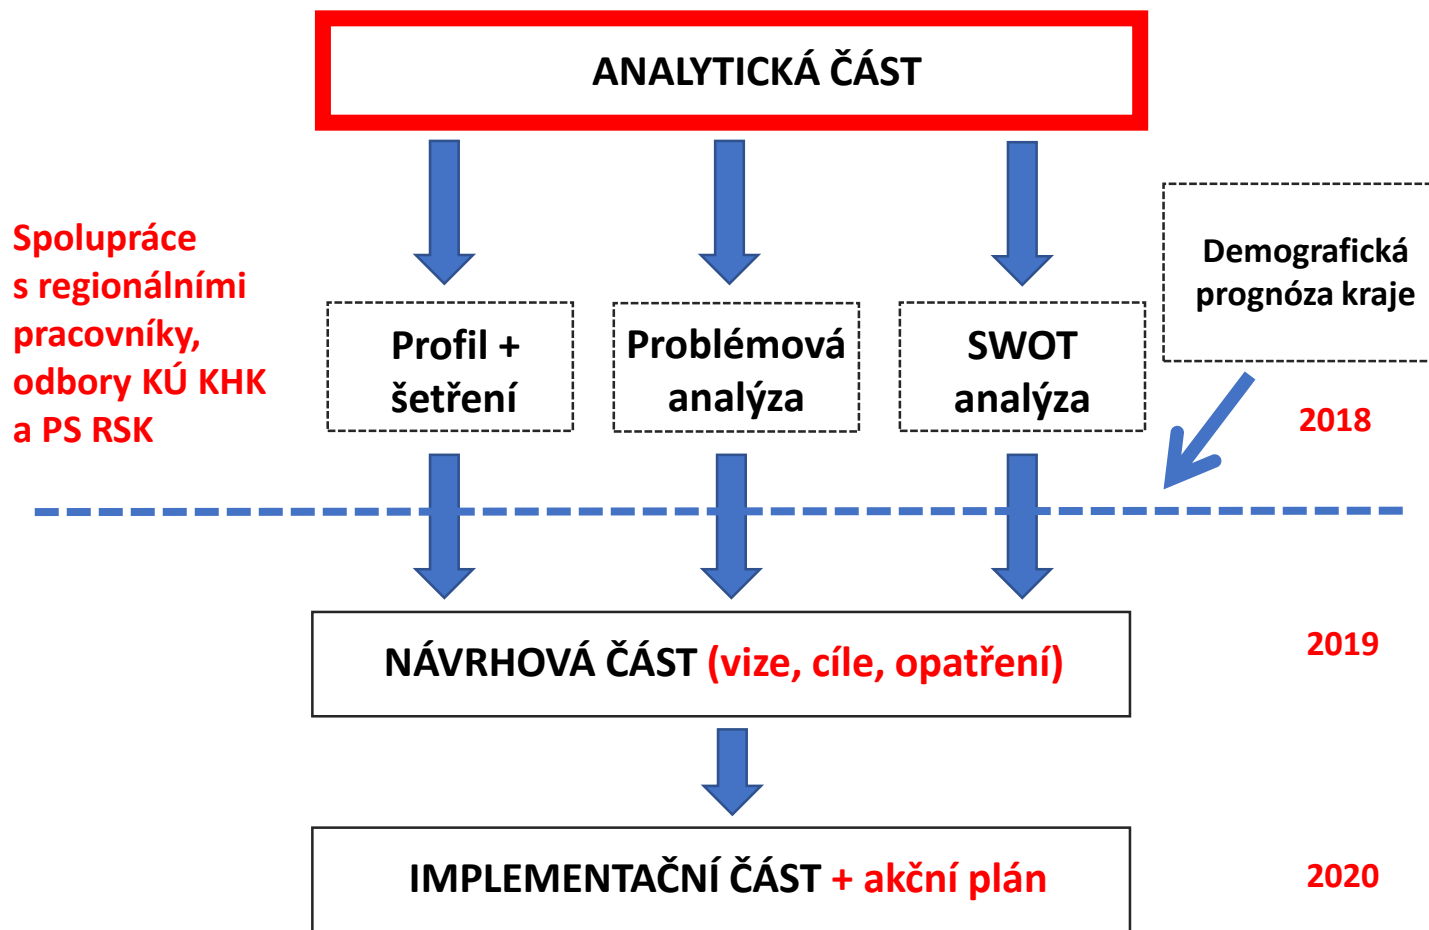 ANALYTICKÁ ČÁST
Spolupráce
s regionálními
pracovníky,
odbory KÚ KHK
a PS RSK
Profil +
šetření
Problémová
analýza
SWOT
analýza
Demografická
prognóza kraje
2018
NÁVRHOVÁ ČÁST (vize, cíle, opatření)
2019
IMPLEMENTAČNÍ ČÁST + akční plán
2020